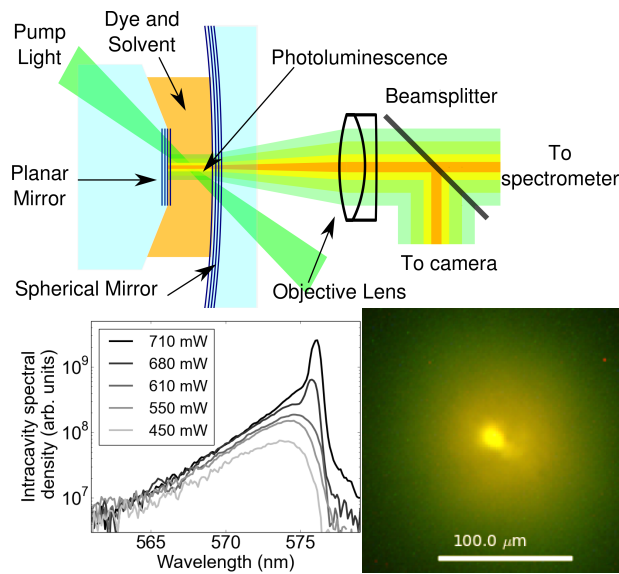 Pump
Light
Dye and
Solvent
Photoluminescence
Beamsplitter
Planar
Mirror
To
spectrometer
Spherical Mirror
Objective Lens
To camera
Intracavity spectral
density (arb. units)
10⁹
10⁸
10⁷
710 mW
680 mW
610 mW
550 mW
450 mW
565
570
575
Wavelength (nm)
100.0 μm